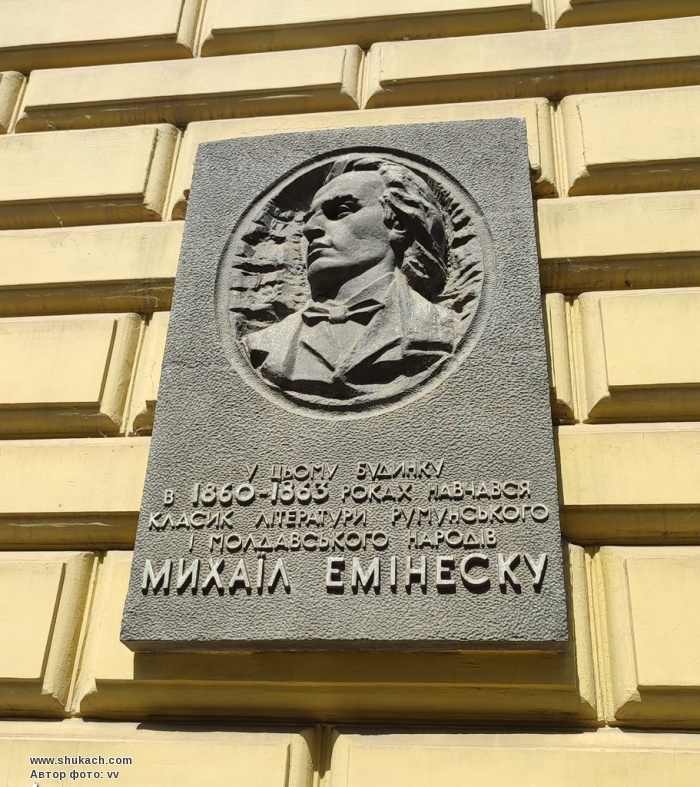 У ЦЬОМУ БУДИНКУ
В 1860-1863 РОКАХ НАВЧАВСЯ
КЛАСИК ЛІТЕРАТУРИ РУМУНСЬКОГО
І МОЛДАВСЬКОГО НАРОДІВ
МИХАЇЛ ЕМІНЕСКУ
www.shukach.com
Автор фото: vv